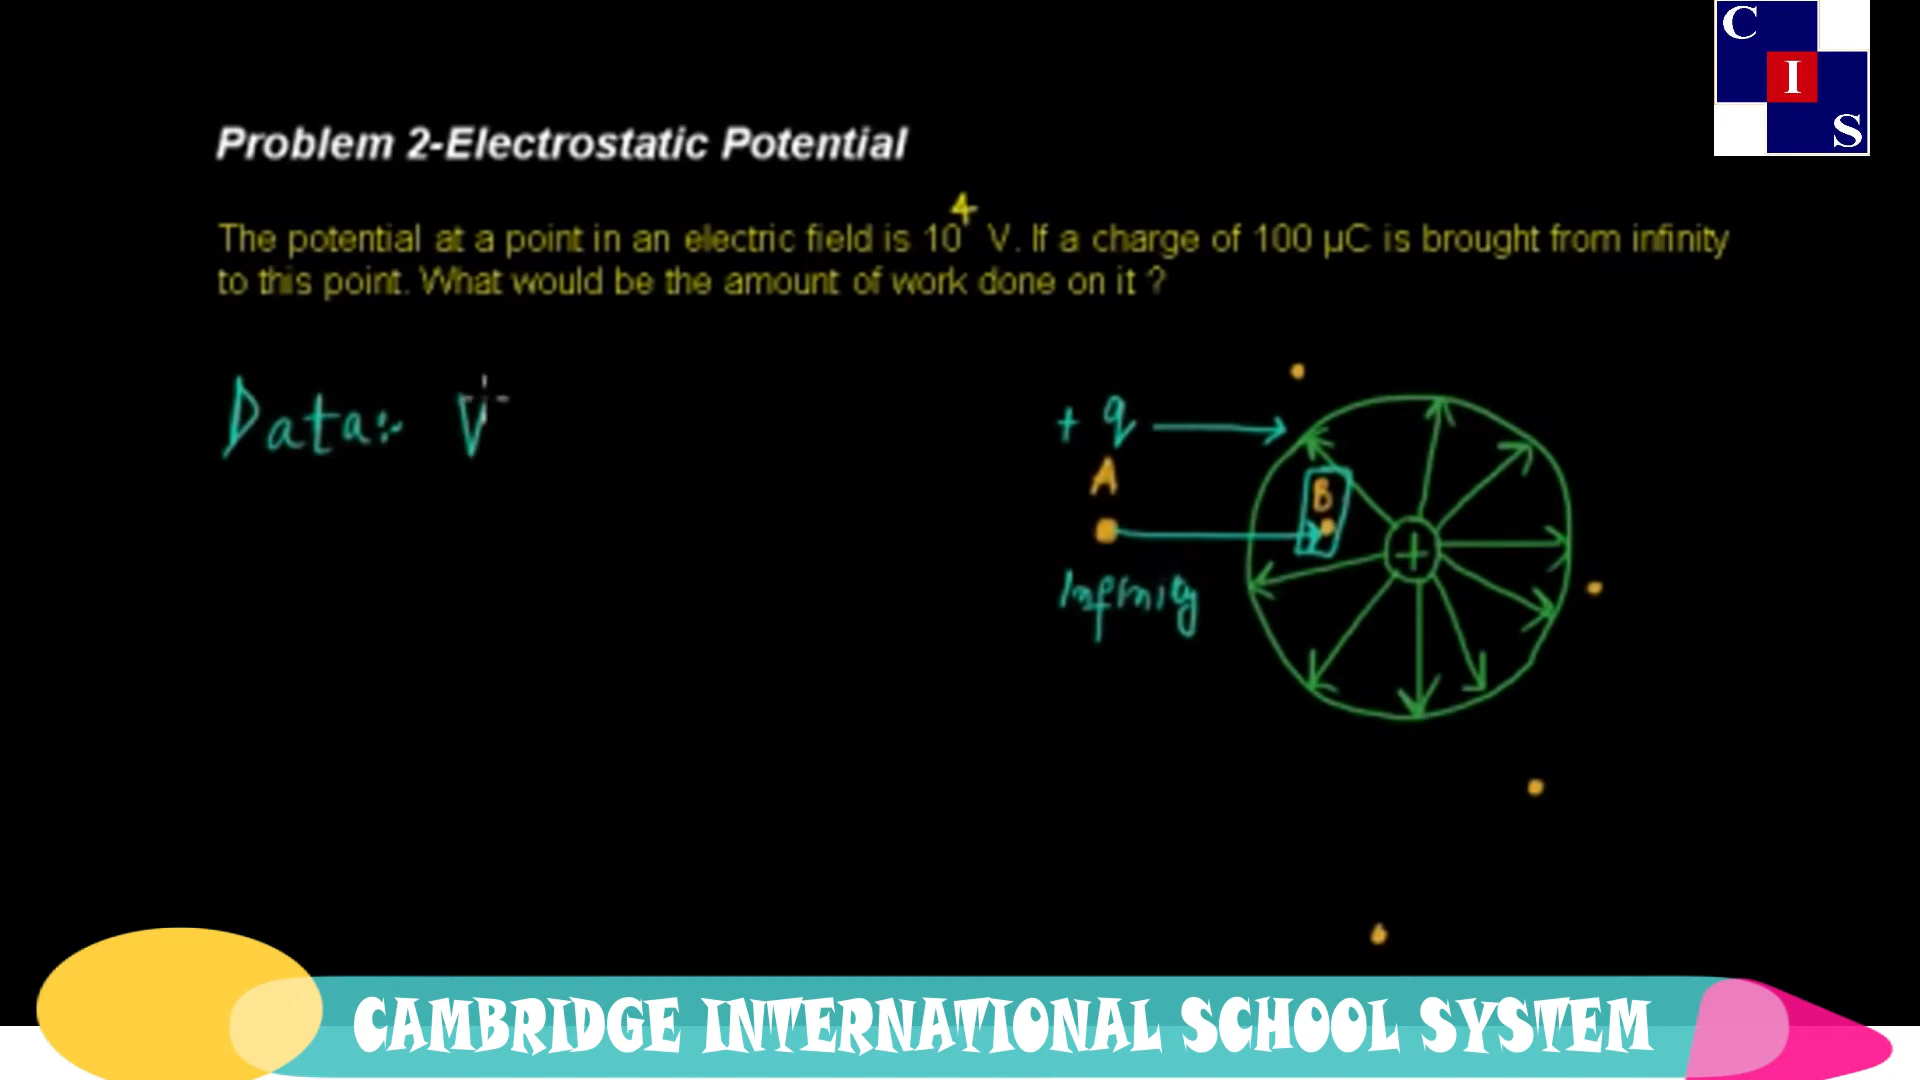 C
I
S
Problem 2-Electrostatic Potential
The potential at a point in an electric field is 10⁴ V. If a charge of 100 µC is brought from infinity
to this point. What would be the amount of work done on it ?
Data:- V
+ q
A
B
+
Infinity
CAMBRIDGE INTERNATIONAL SCHOOL SYSTEM